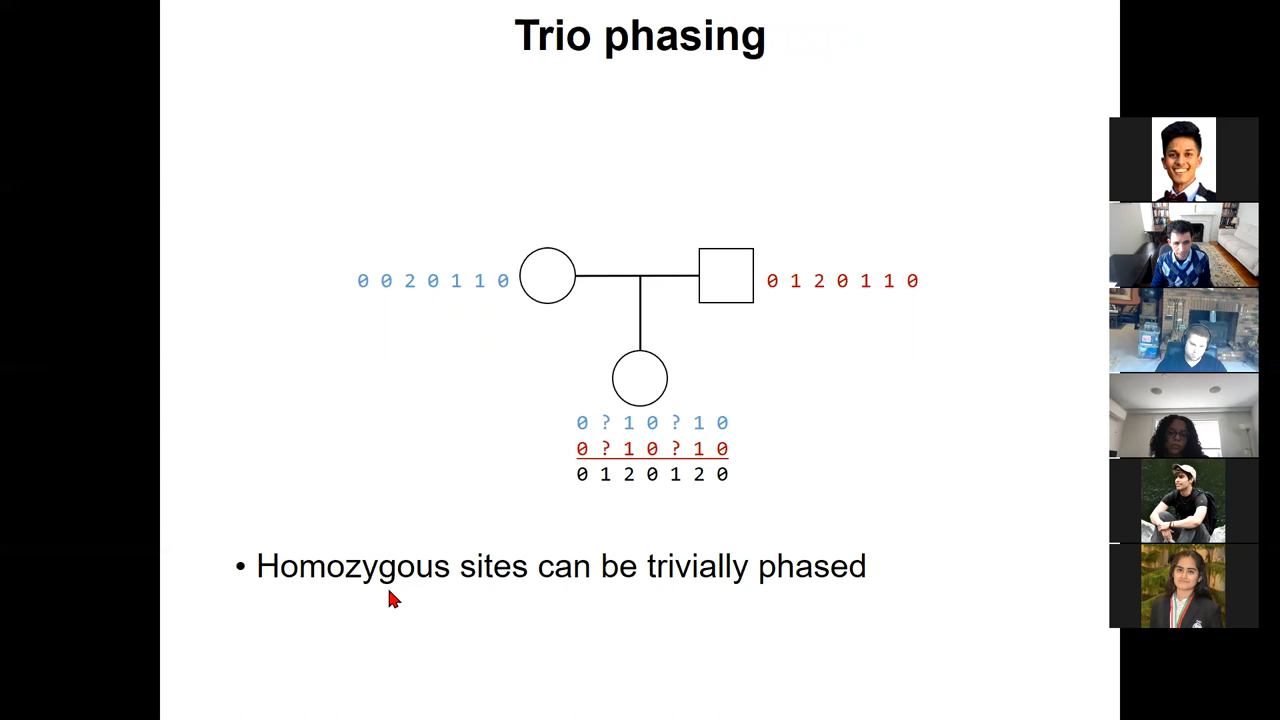 Trio phasing
0 0 2 0 1 1 0
0 1 2 0 1 1 0
0 ? 1 0 ? 1 0
0 ? 1 0 ? 1 0
0 1 2 0 1 2 0
• Homozygous sites can be trivially phased